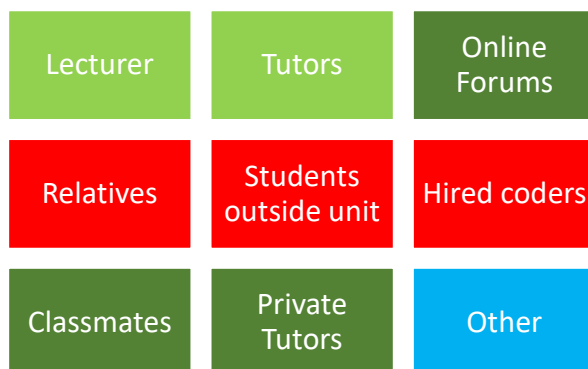 Lecturer
Tutors
Online
Forums
Relatives
Students
outside unit
Hired coders
Classmates
Private
Tutors
Other